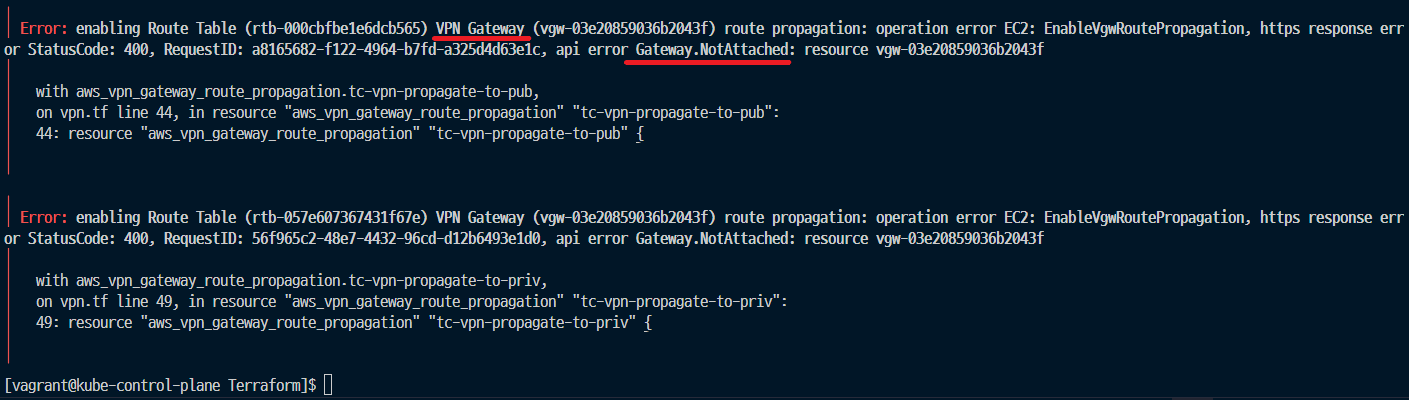 Error: enabling Route Table (rtb-000cbfbe1e6dcb565) VPN Gateway (vgw-03e20859036b2043f) route propagation: operation error EC2: EnableVgwRoutePropagation, https response err
or StatusCode: 400, RequestID: a8165682-f122-4964-b7fd-a325d4d63e1c, api error Gateway.NotAttached: resource vgw-03e20859036b2043f
with aws_vpn_gateway_route_propagation.tc-vpn-propagate-to-pub,
on vpn.tf line 44, in resource "aws_vpn_gateway_route_propagation" "tc-vpn-propagate-to-pub":
44: resource "aws_vpn_gateway_route_propagation" "tc-vpn-propagate-to-pub" {
Error: enabling Route Table (rtb-057e607367431f67e) VPN Gateway (vgw-03e20859036b2043f) route propagation: operation error EC2: EnableVgwRoutePropagation, https response err
or StatusCode: 400, RequestID: 56f965c2-48e7-4432-96cd-d12b6493e1d0, api error Gateway.NotAttached: resource vgw-03e20859036b2043f
with aws_vpn_gateway_route_propagation.tc-vpn-propagate-to-priv,
on vpn.tf line 49, in resource "aws_vpn_gateway_route_propagation" "tc-vpn-propagate-to-priv":
49: resource "aws_vpn_gateway_route_propagation" "tc-vpn-propagate-to-priv" {
[vagrant@kube-control-plane Terraform]$